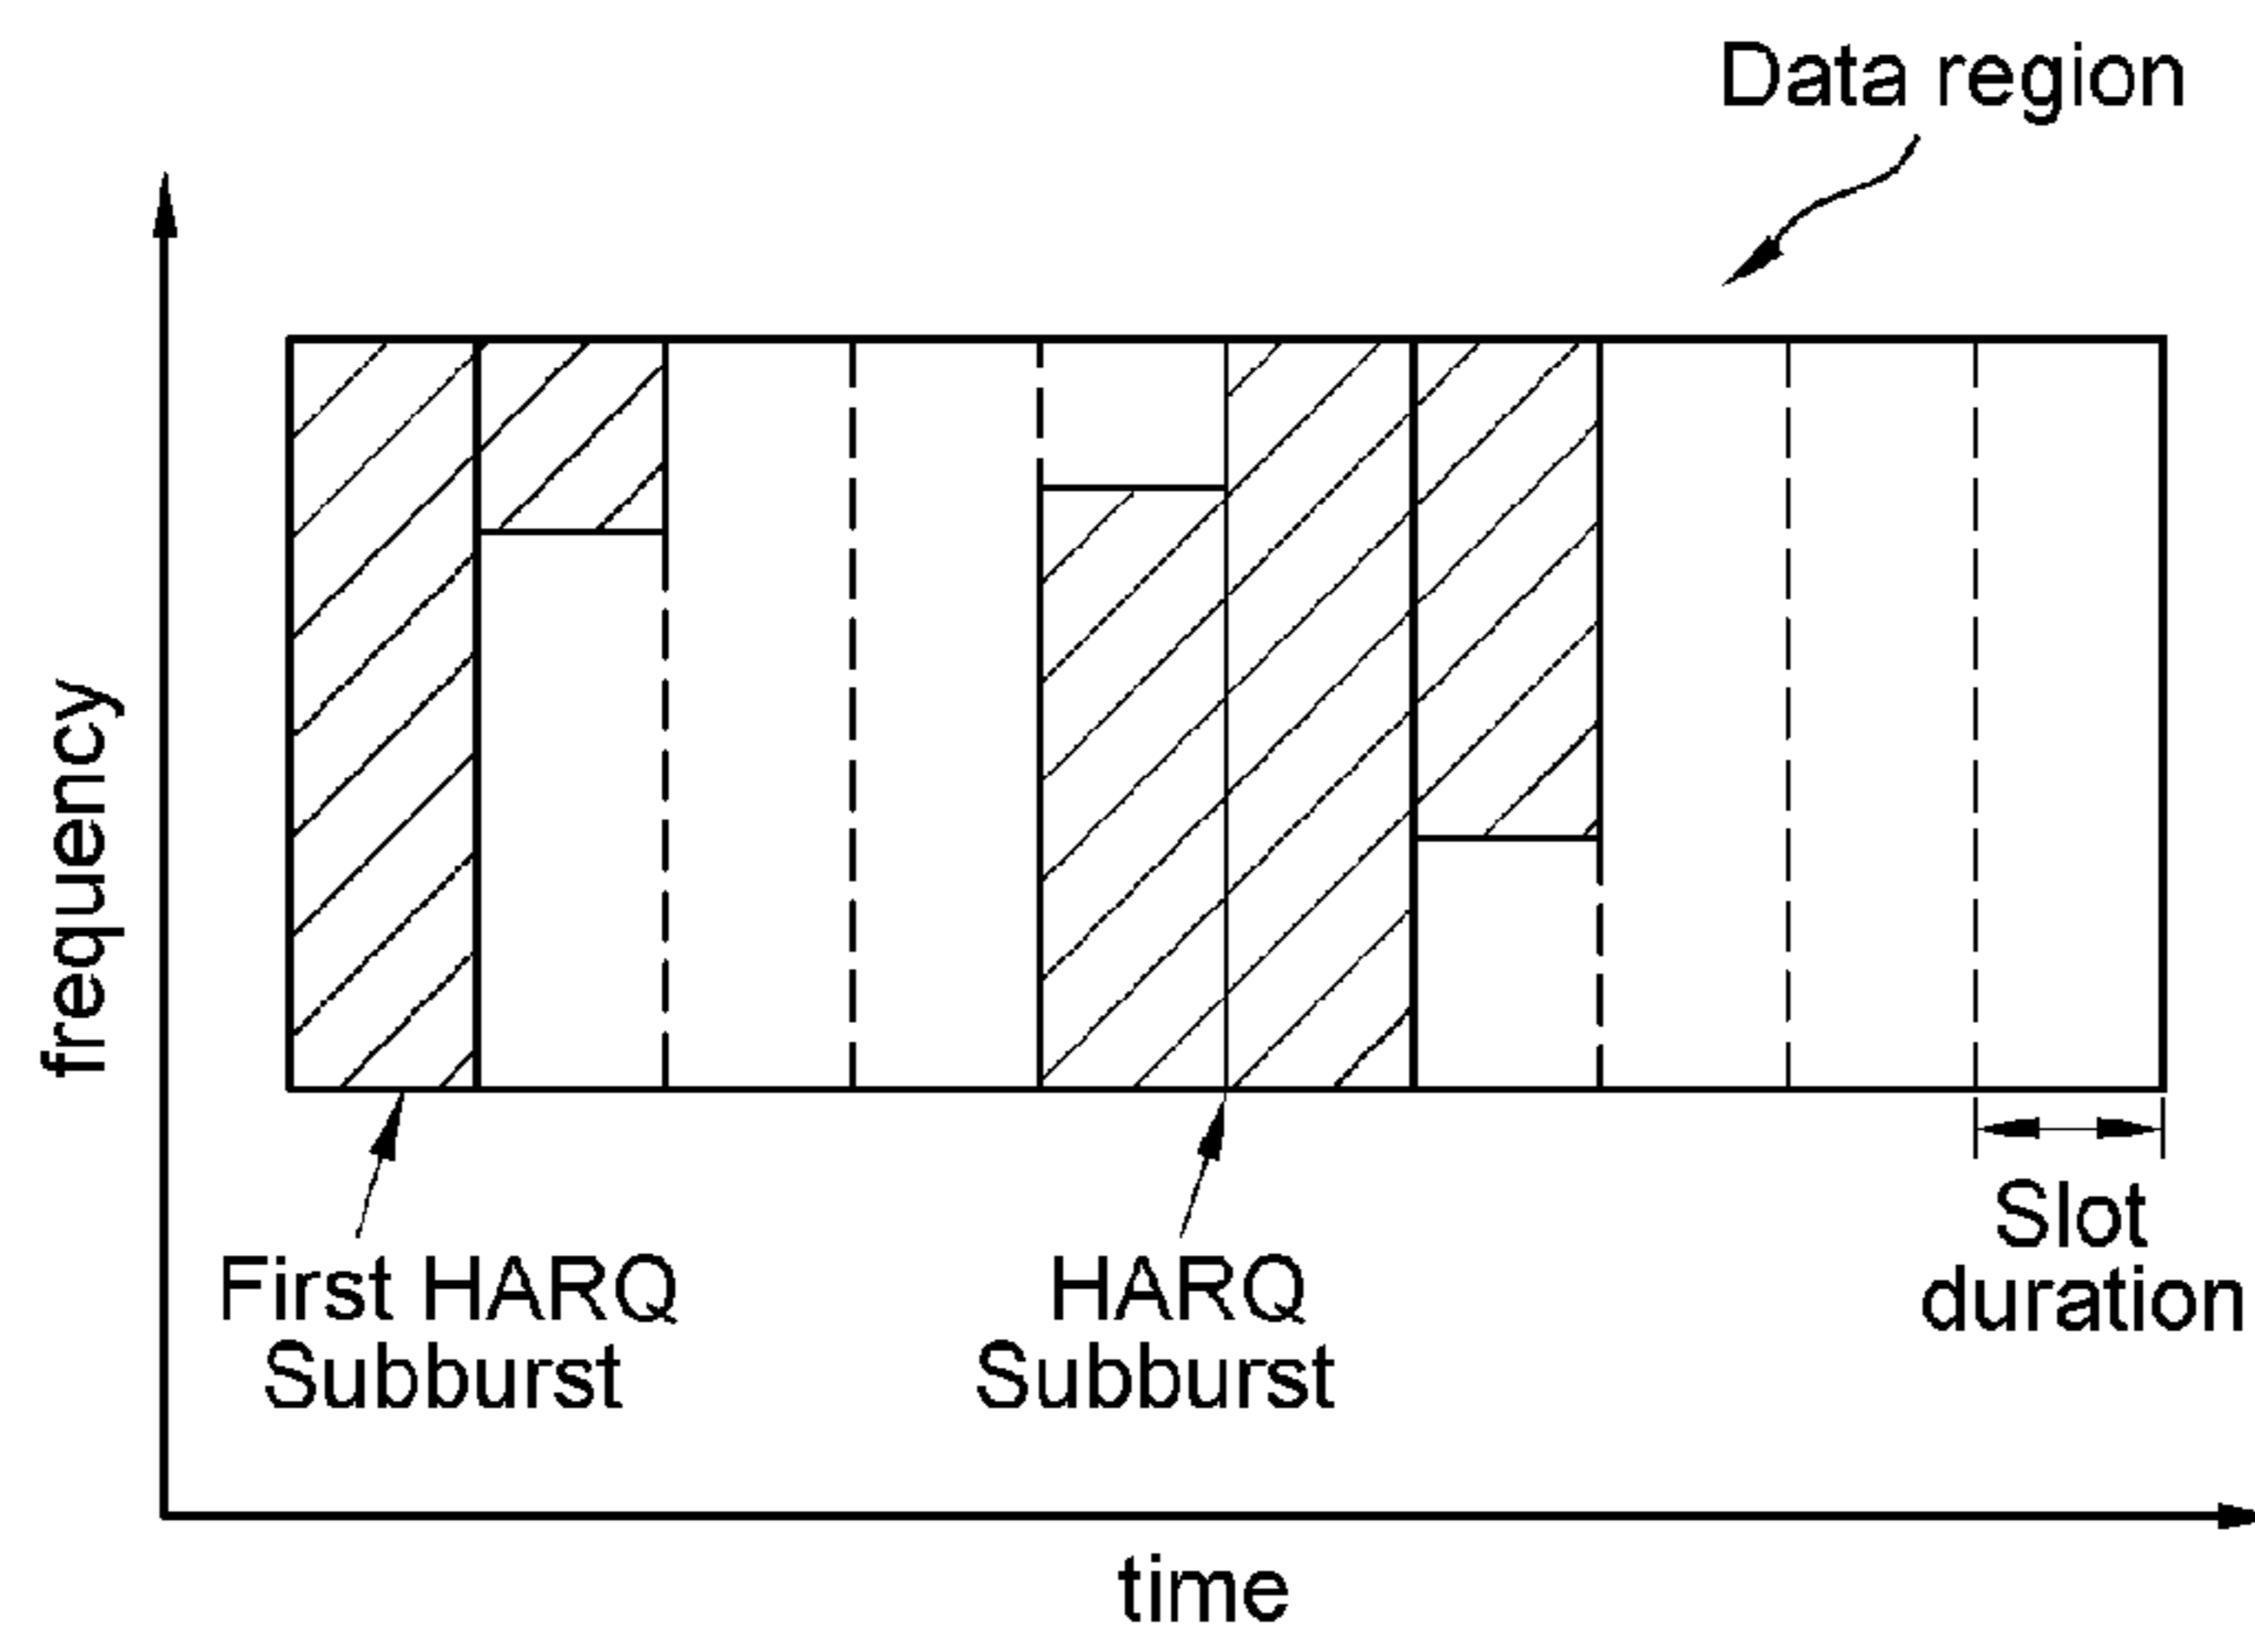 Data region
frequency
First HARQ
Subburst
HARQ
Subburst
Slot
duration
time